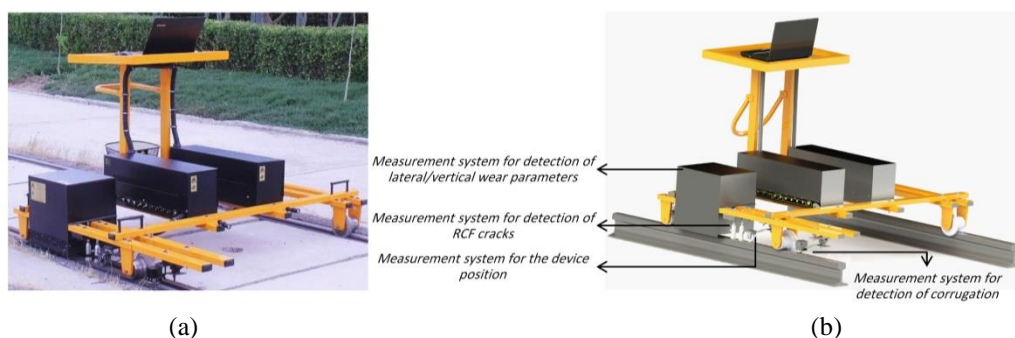 Measurement system for detection of
lateral/vertical wear parameters
Measurement system for detection of
RCF cracks
Measurement system for the device
position
Measurement system for
detection of corrugation
(a)
(b)